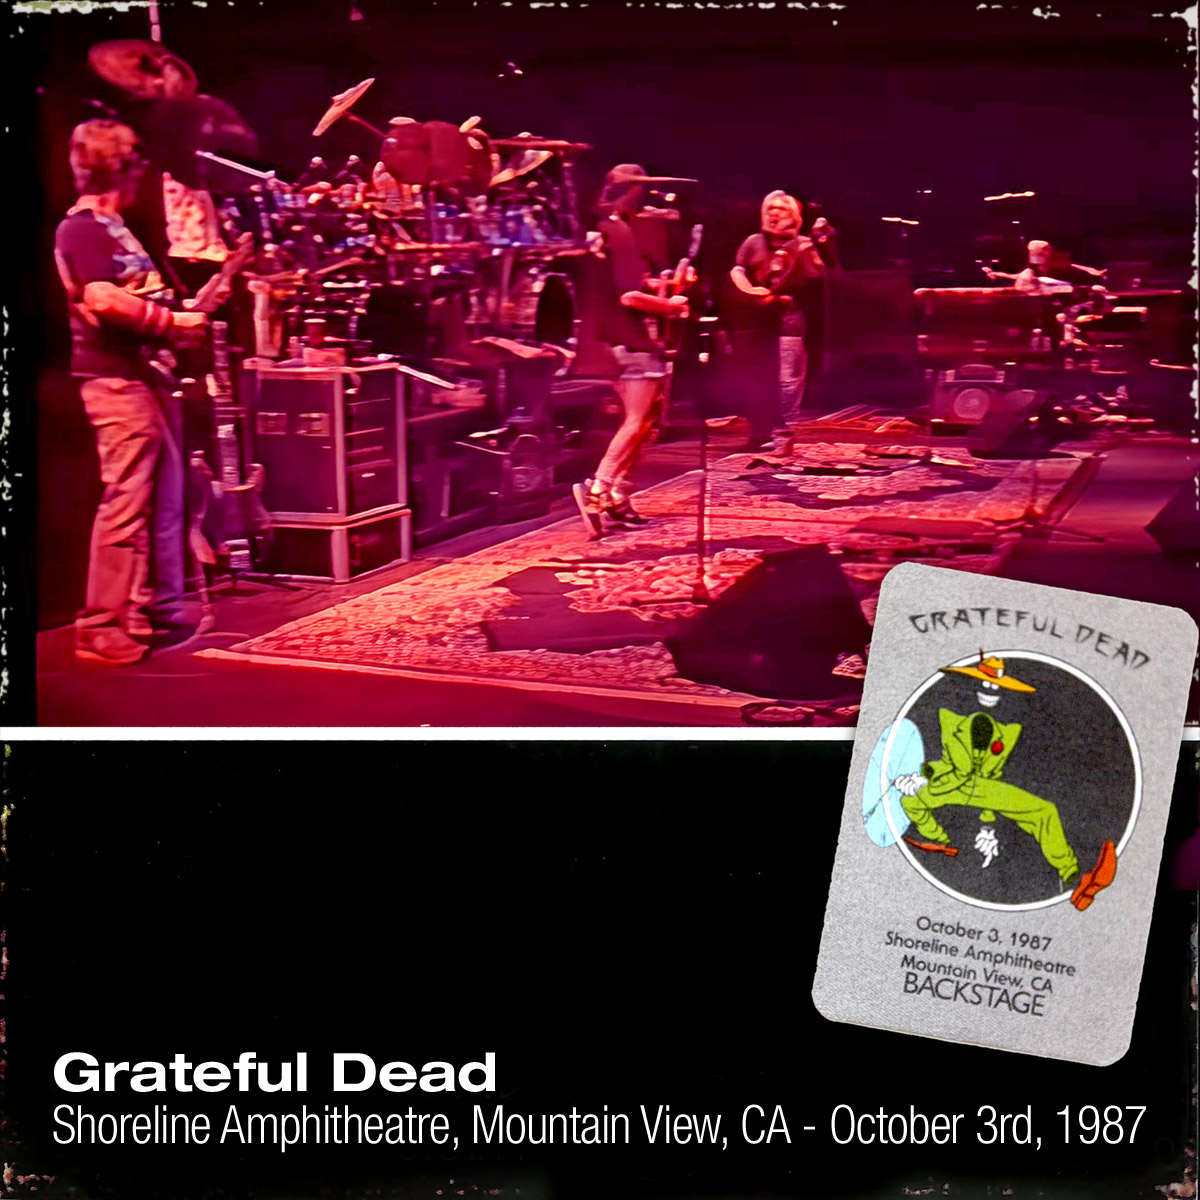 GRATEFUL DEAD
October 3, 1987
Shoreline Amphitheatre
Mountain View, CA
BACKSTAGE
Grateful Dead
Shoreline Amphitheatre, Mountain View, CA - October 3rd, 1987